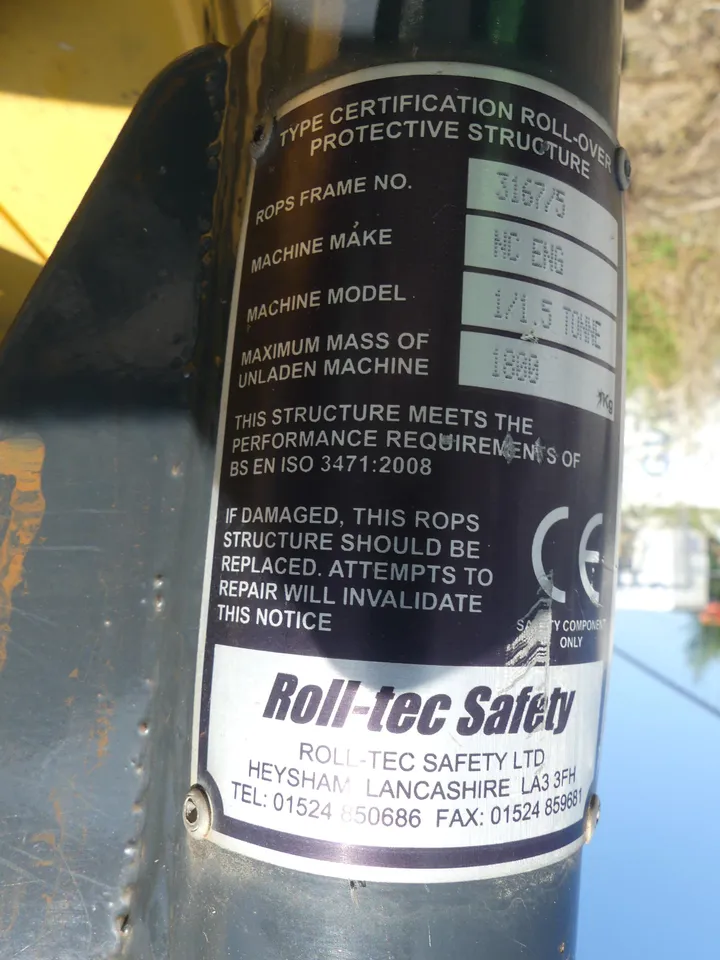 TYPE CERTIFICATION ROLL-OVER
PROTECTIVE STRUCTURE
ROPS FRAME NO. 3167/5
MACHINE MAKE NC ENG
MACHINE MODEL 1/1.5 TONNE
MAXIMUM MASS OF
UNLADEN MACHINE 1800 Kg
THIS STRUCTURE MEETS THE
PERFORMANCE REQUIREMENTS OF
BS EN ISO 3471:2008
IF DAMAGED, THIS ROPS
STRUCTURE SHOULD BE
REPLACED. ATTEMPTS TO
REPAIR WILL INVALIDATE
THIS NOTICE
CE
SAFETY COMPONENT
ONLY
Roll-tec Safety
ROLL-TEC SAFETY LTD
HEYSHAM LANCASHIRE LA3 3FH
TEL: 01524 850686 FAX: 01524 859681